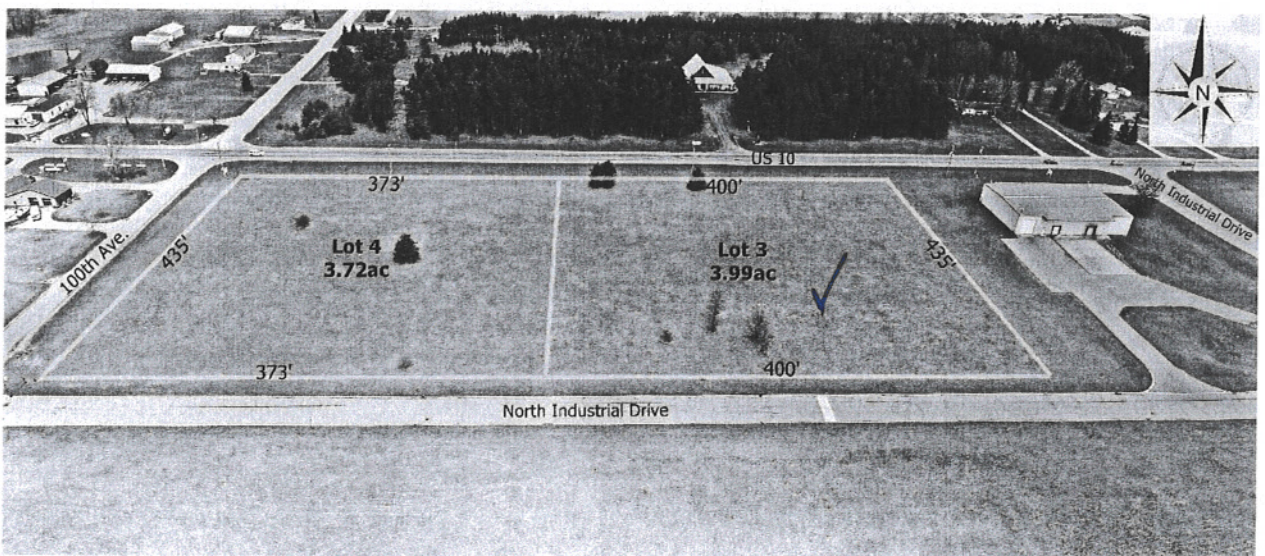 N
US 10
373'
400'
North Industrial Drive
100th Ave.
435'
Lot 4
3.72ac
Lot 3
3.99ac
435'
373'
400'
North Industrial Drive